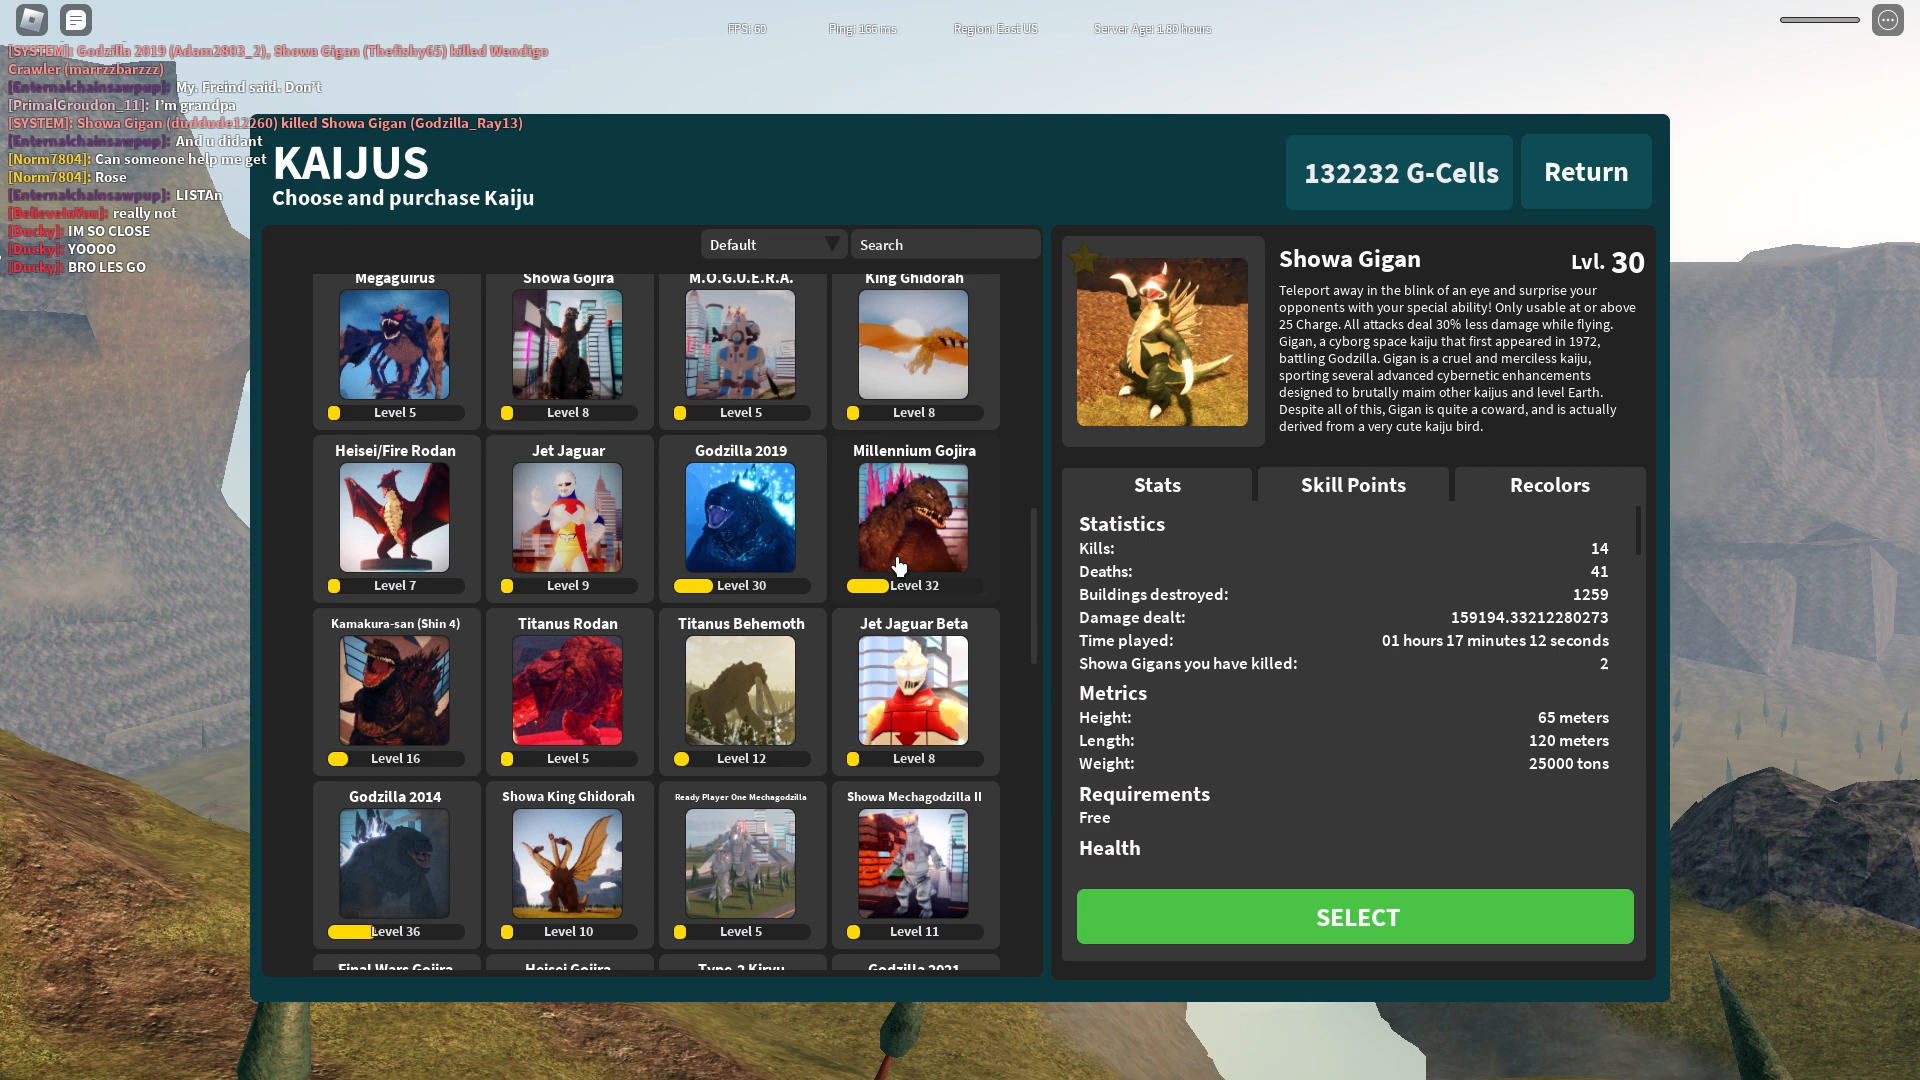 FPS: 60
Ping: 166 ms
Region: East US
Server Age: 1.80 hours
[SYSTEM]: Godzilla 2019 (Adam2803_2), Showa Gigan (Thefishy65) killed Wendigo
Crawler (marrzzbarzzz)
[Enternalchainsawpup]: My. Freind said. Don't
[PrimalGroudon_11]: I'm grandpa
[SYSTEM]: Showa Gigan (duddude12260) killed Showa Gigan (Godzilla_Ray13)
[Enternalchainsawpup]: And u didant
[Norm7804]: Can someone help me get
[Norm7804]: Rose
[Enternalchainsawpup]: LISTAn
[BelieveInYou]: really not
[Ducky]: IM SO CLOSE
[Ducky]: YOOOO
[Ducky]: BRO LES GO
KAIJUS
Choose and purchase Kaiju
132232 G-Cells
Return
Default
Search
Megaguirus
Showa Gojira
M.O.G.U.E.R.A.
King Ghidorah
Level 5
Level 8
Level 5
Level 8
Heisei/Fire Rodan
Jet Jaguar
Godzilla 2019
Millennium Gojira
Level 7
Level 9
Level 30
Level 32
Kamakura-san (Shin 4)
Titanus Rodan
Titanus Behemoth
Jet Jaguar Beta
Level 16
Level 5
Level 12
Level 8
Godzilla 2014
Showa King Ghidorah
Ready Player One Mechagodzilla
Showa Mechagodzilla II
Level 36
Level 10
Level 5
Level 11
Final Wars Gojira
Heisei Gojira
Type-2 Kiryu
Godzilla 2021
Showa Gigan
Lvl. 30
Teleport away in the blink of an eye and surprise your
opponents with your special ability! Only usable at or above
25 Charge. All attacks deal 30% less damage while flying.
Gigan, a cyborg space kaiju that first appeared in 1972,
battling Godzilla. Gigan is a cruel and merciless kaiju,
sporting several advanced cybernetic enhancements
designed to brutally maim other kaijus and level Earth.
Despite all of this, Gigan is quite a coward, and is actually
derived from a very cute kaiju bird.
Stats
Skill Points
Recolors
Statistics
Kills: 14
Deaths: 41
Buildings destroyed: 1259
Damage dealt: 159194.33212280273
Time played: 01 hours 17 minutes 12 seconds
Showa Gigans you have killed: 2
Metrics
Height: 65 meters
Length: 120 meters
Weight: 25000 tons
Requirements
Free
Health
SELECT